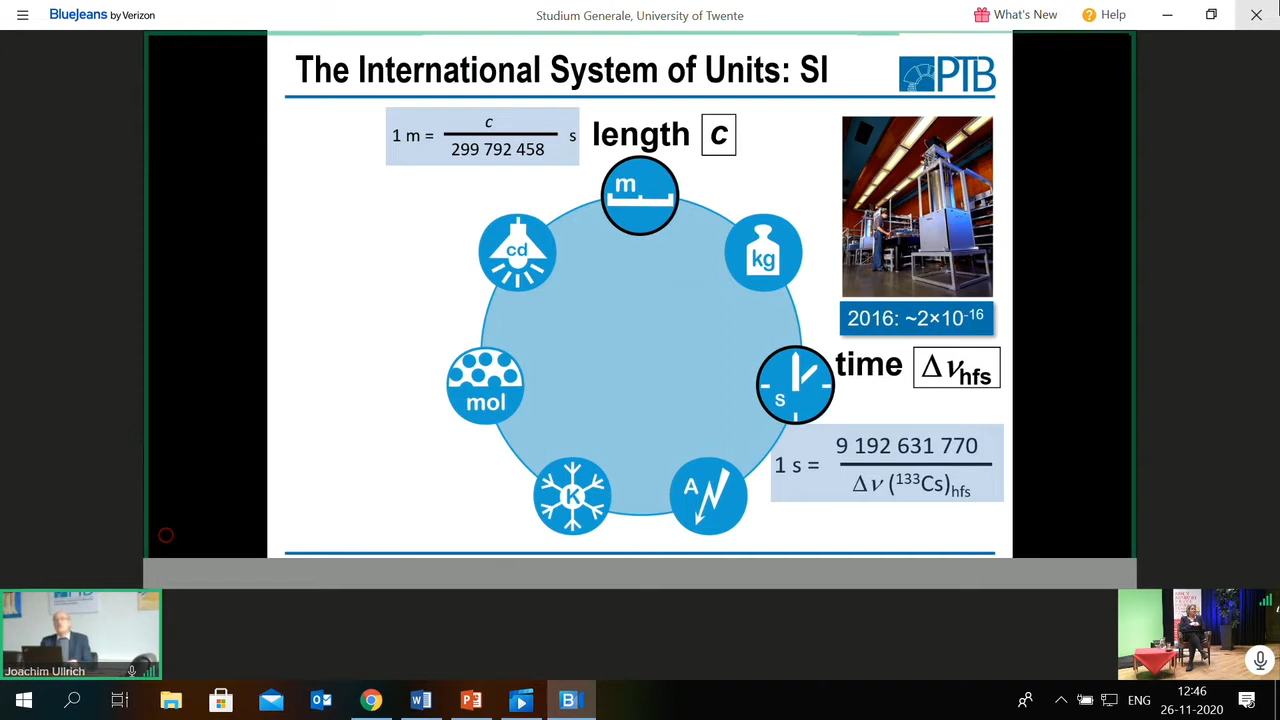 BlueJeans by Verizon
Studium Generale, University of Twente
What's New
Help
The International System of Units: SI
PTB
1 m = c / 299 792 458 s
length c
m
cd
kg
2016: ~2×10⁻¹⁶
time Δνhfs
s
mol
1 s = 9 192 631 770 / Δν (¹³³Cs)hfs
K
A
Joachim Ullrich
ENG
12:46
26-11-2020